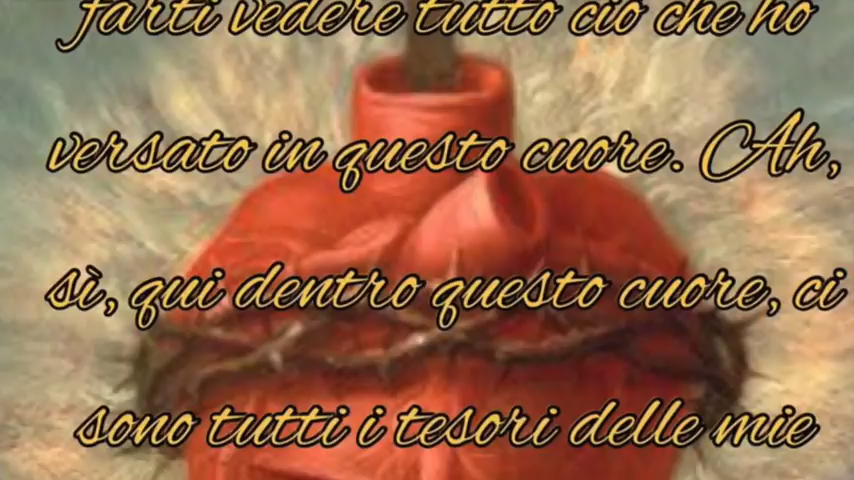 farti vedere tutto ciò che ho
versato in questo cuore. Ah,
sì, qui dentro questo cuore, ci
sono tutti i tesori delle mie